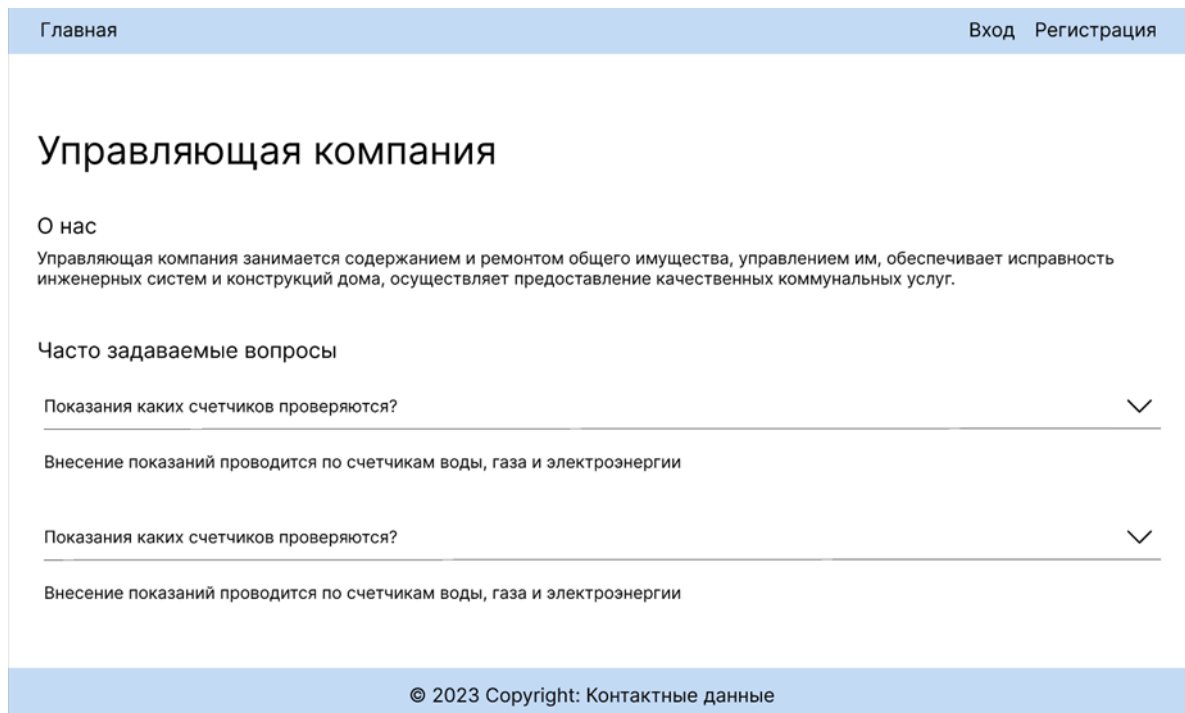 Главная Вход Регистрация
Управляющая компания
О нас
Управляющая компания занимается содержанием и ремонтом общего имущества, управлением им, обеспечивает исправность
инженерных систем и конструкций дома, осуществляет предоставление качественных коммунальных услуг.
Часто задаваемые вопросы
Показания каких счетчиков проверяются?
Внесение показаний проводится по счетчикам воды, газа и электроэнергии
Показания каких счетчиков проверяются?
Внесение показаний проводится по счетчикам воды, газа и электроэнергии
© 2023 Copyright: Контактные данные